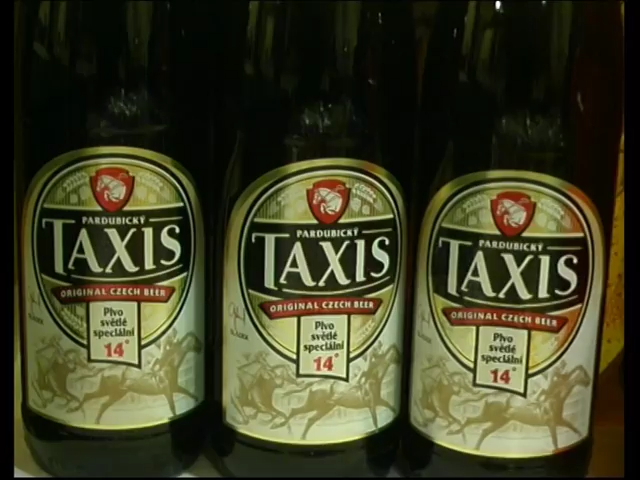 PARDUBICKÝ
TAXIS
ORIGINAL CZECH BEER
Pivo
světlé
speciální
14°
PARDUBICKÝ
TAXIS
ORIGINAL CZECH BEER
Pivo
světlé
speciální
14°
PARDUBICKÝ
TAXIS
ORIGINAL CZECH BEER
Pivo
světlé
speciální
14°